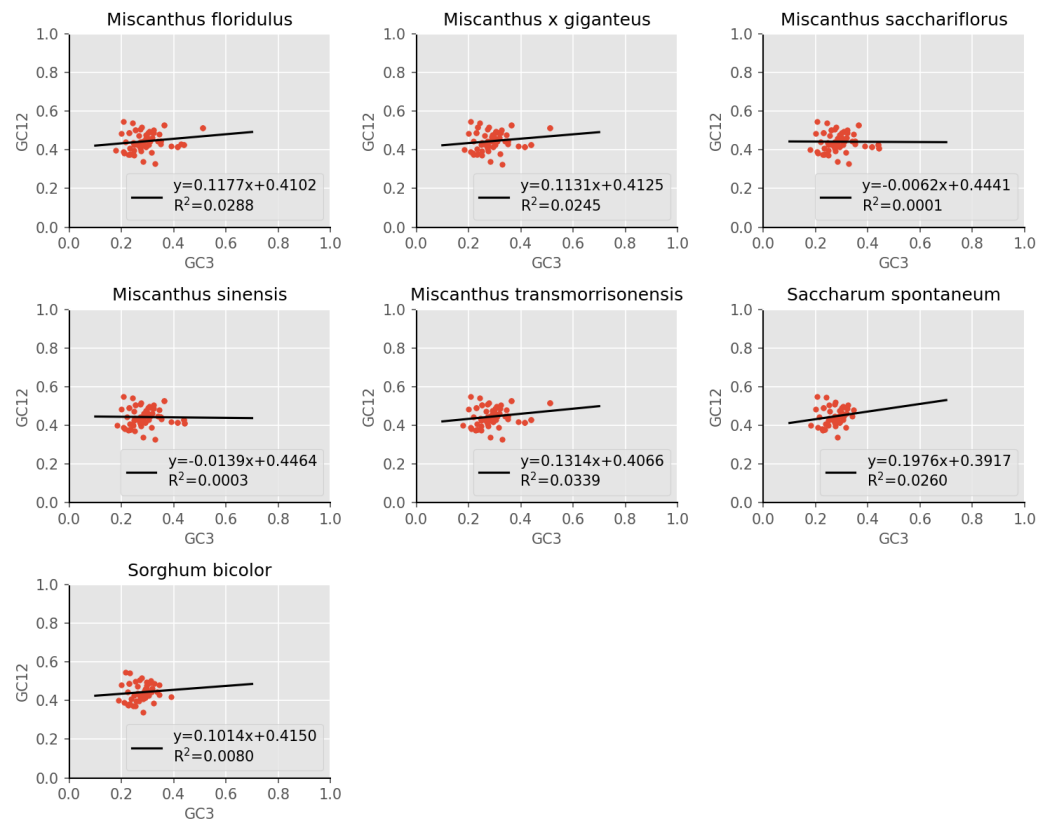 Miscanthus floridulus
1.0
0.8
0.6
0.4
0.2
0.0
GC12
y=0.1177x+0.4102
R²=0.0288
0.0 0.2 0.4 0.6 0.8 1.0
GC3
Miscanthus x giganteus
1.0
0.8
0.6
0.4
0.2
0.0
GC12
y=0.1131x+0.4125
R²=0.0245
0.0 0.2 0.4 0.6 0.8 1.0
GC3
Miscanthus sacchariflorus
1.0
0.8
0.6
0.4
0.2
0.0
GC12
y=-0.0062x+0.4441
R²=0.0001
0.0 0.2 0.4 0.6 0.8 1.0
GC3
Miscanthus sinensis
1.0
0.8
0.6
0.4
0.2
0.0
GC12
y=-0.0139x+0.4464
R²=0.0003
0.0 0.2 0.4 0.6 0.8 1.0
GC3
Miscanthus transmorrisonensis
1.0
0.8
0.6
0.4
0.2
0.0
GC12
y=0.1314x+0.4066
R²=0.0339
0.0 0.2 0.4 0.6 0.8 1.0
GC3
Saccharum spontaneum
1.0
0.8
0.6
0.4
0.2
0.0
GC12
y=0.1976x+0.3917
R²=0.0260
0.0 0.2 0.4 0.6 0.8 1.0
GC3
Sorghum bicolor
1.0
0.8
0.6
0.4
0.2
0.0
GC12
y=0.1014x+0.4150
R²=0.0080
0.0 0.2 0.4 0.6 0.8 1.0
GC3